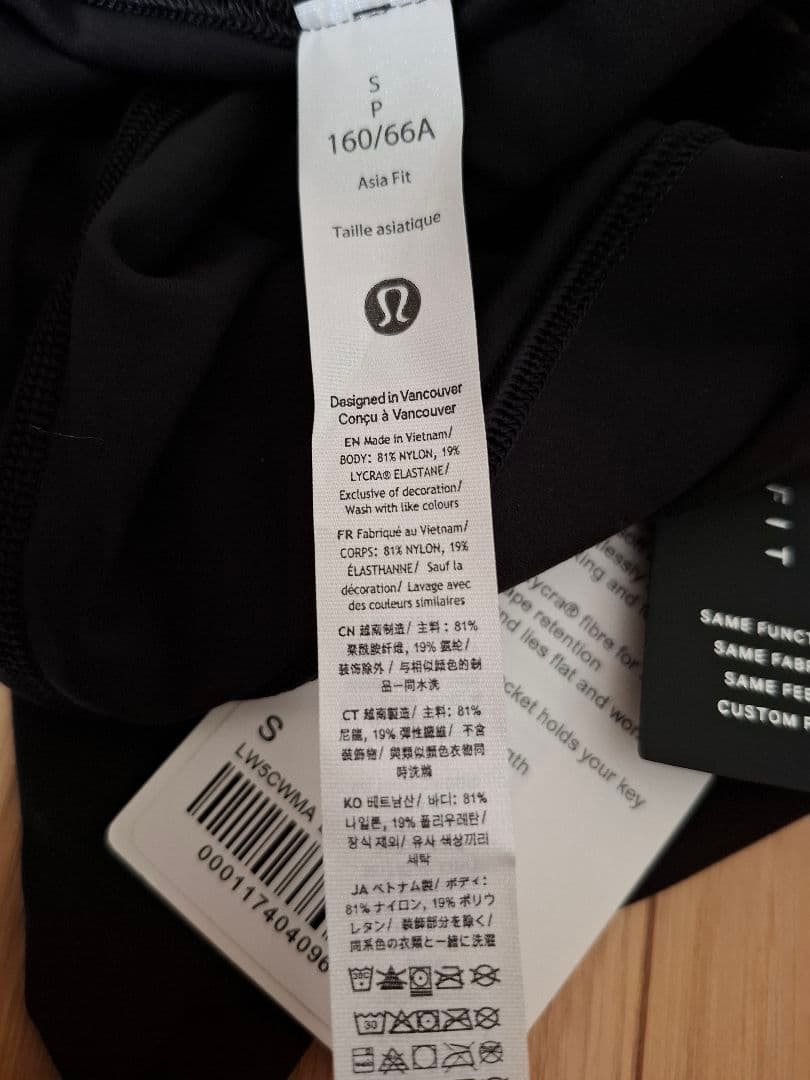 S
P
160/66A
Asia Fit
Taille asiatique
Designed in Vancouver
Conçu à Vancouver
EN Made in Vietnam/
BODY: 81% NYLON, 19%
LYCRA® ELASTANE/
Exclusive of decoration/
Wash with like colours
FR Fabriqué au Vietnam/
CORPS: 81% NYLON, 19%
ÉLASTHANNE/ Sauf la
décoration/ Lavage avec
des couleurs similaires
CN 越南制造/ 主料: 81%
聚酰胺纤维, 19% 氨纶/
装饰除外 / 与相似颜色的制
品一同水洗
CT 越南製造/ 主料: 81%
尼龍, 19% 彈性纖維/ 不含
裝飾物/ 與類似顏色衣物同
時洗滌
KO 베트남산/ 바디: 81%
나일론, 19% 폴리우레탄/
장식 제외/ 유사 색상끼리
세탁
JA ベトナム製/ ボディ:
81% ナイロン, 19% ポリウ
レタン/ 装飾部分を除く/
同系色の衣類と一緒に洗濯
30
S
LW5CWMA
000117404096
lessly
ing and
lycra® fibre for
ape retention
nd lies flat and won
cket holds your key
gth
FIT
SAME FUNCT
SAME FAB
SAME FEE
CUSTOM F